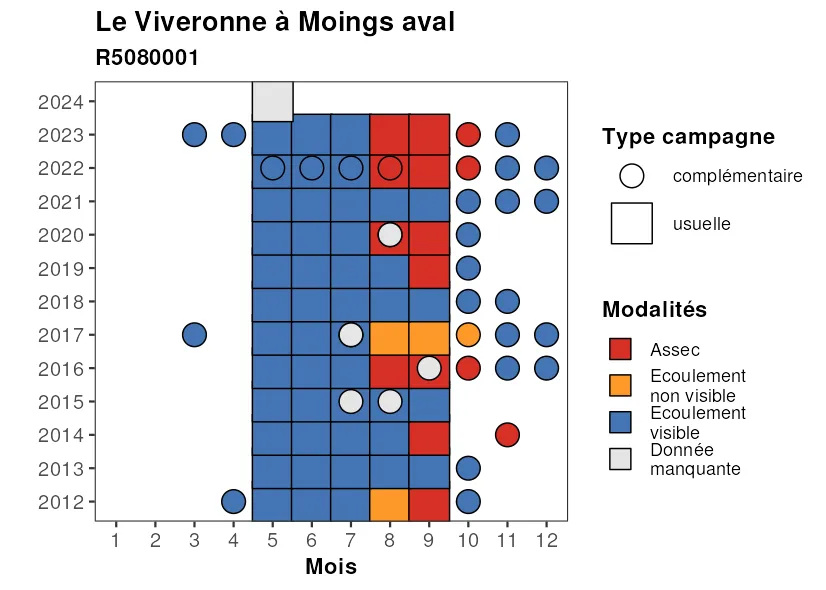 Le Viveronne à Moings aval
R5080001
2024
2023
2022
2021
2020
2019
2018
2017
2016
2015
2014
2013
2012
1 2 3 4 5 6 7 8 9 10 11 12
Mois
Type campagne
complémentaire
usuelle
Modalités
Assec
Ecoulement
non visible
Ecoulement
visible
Donnée
manquante